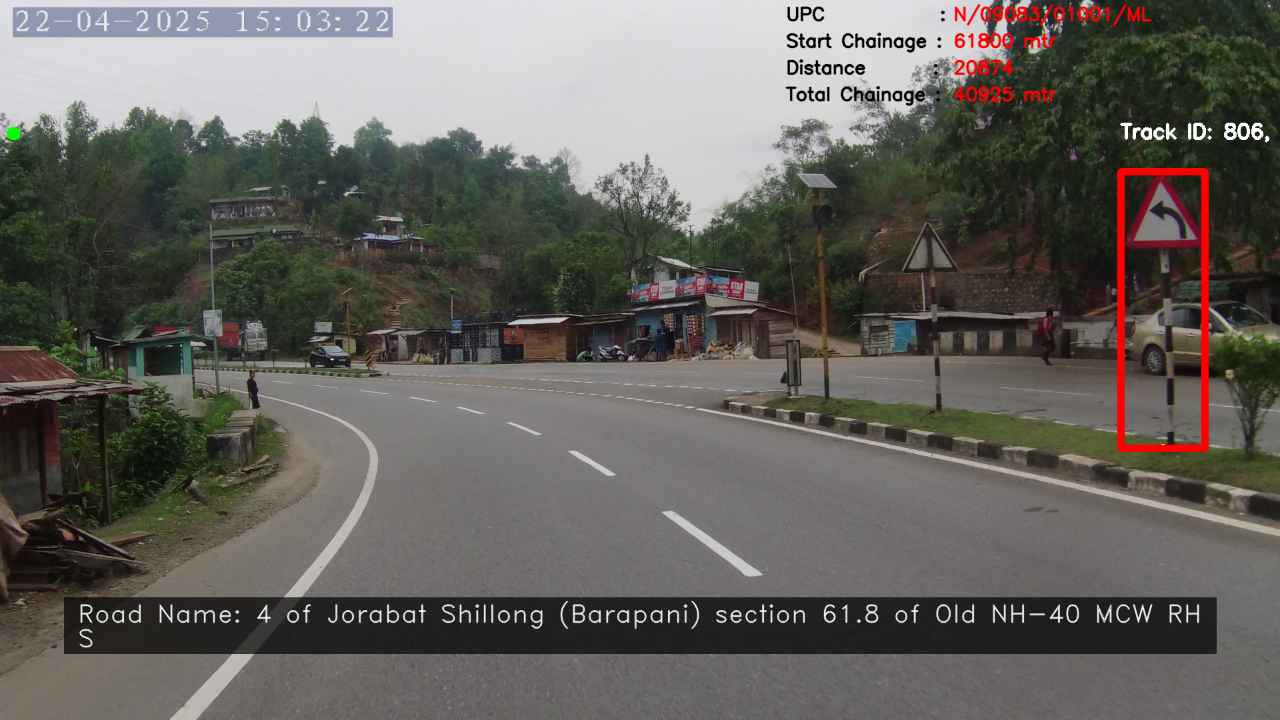 22-04-2025 15:03:22
UPC : N/09083/01001/ML
Start Chainage : 61800 mtr
Distance : 20874
Total Chainage : 40925 mtr
Track ID: 806,
Road Name: 4 of Jorabat Shillong (Barapani) section 61.8 of Old NH-40 MCW RH
S